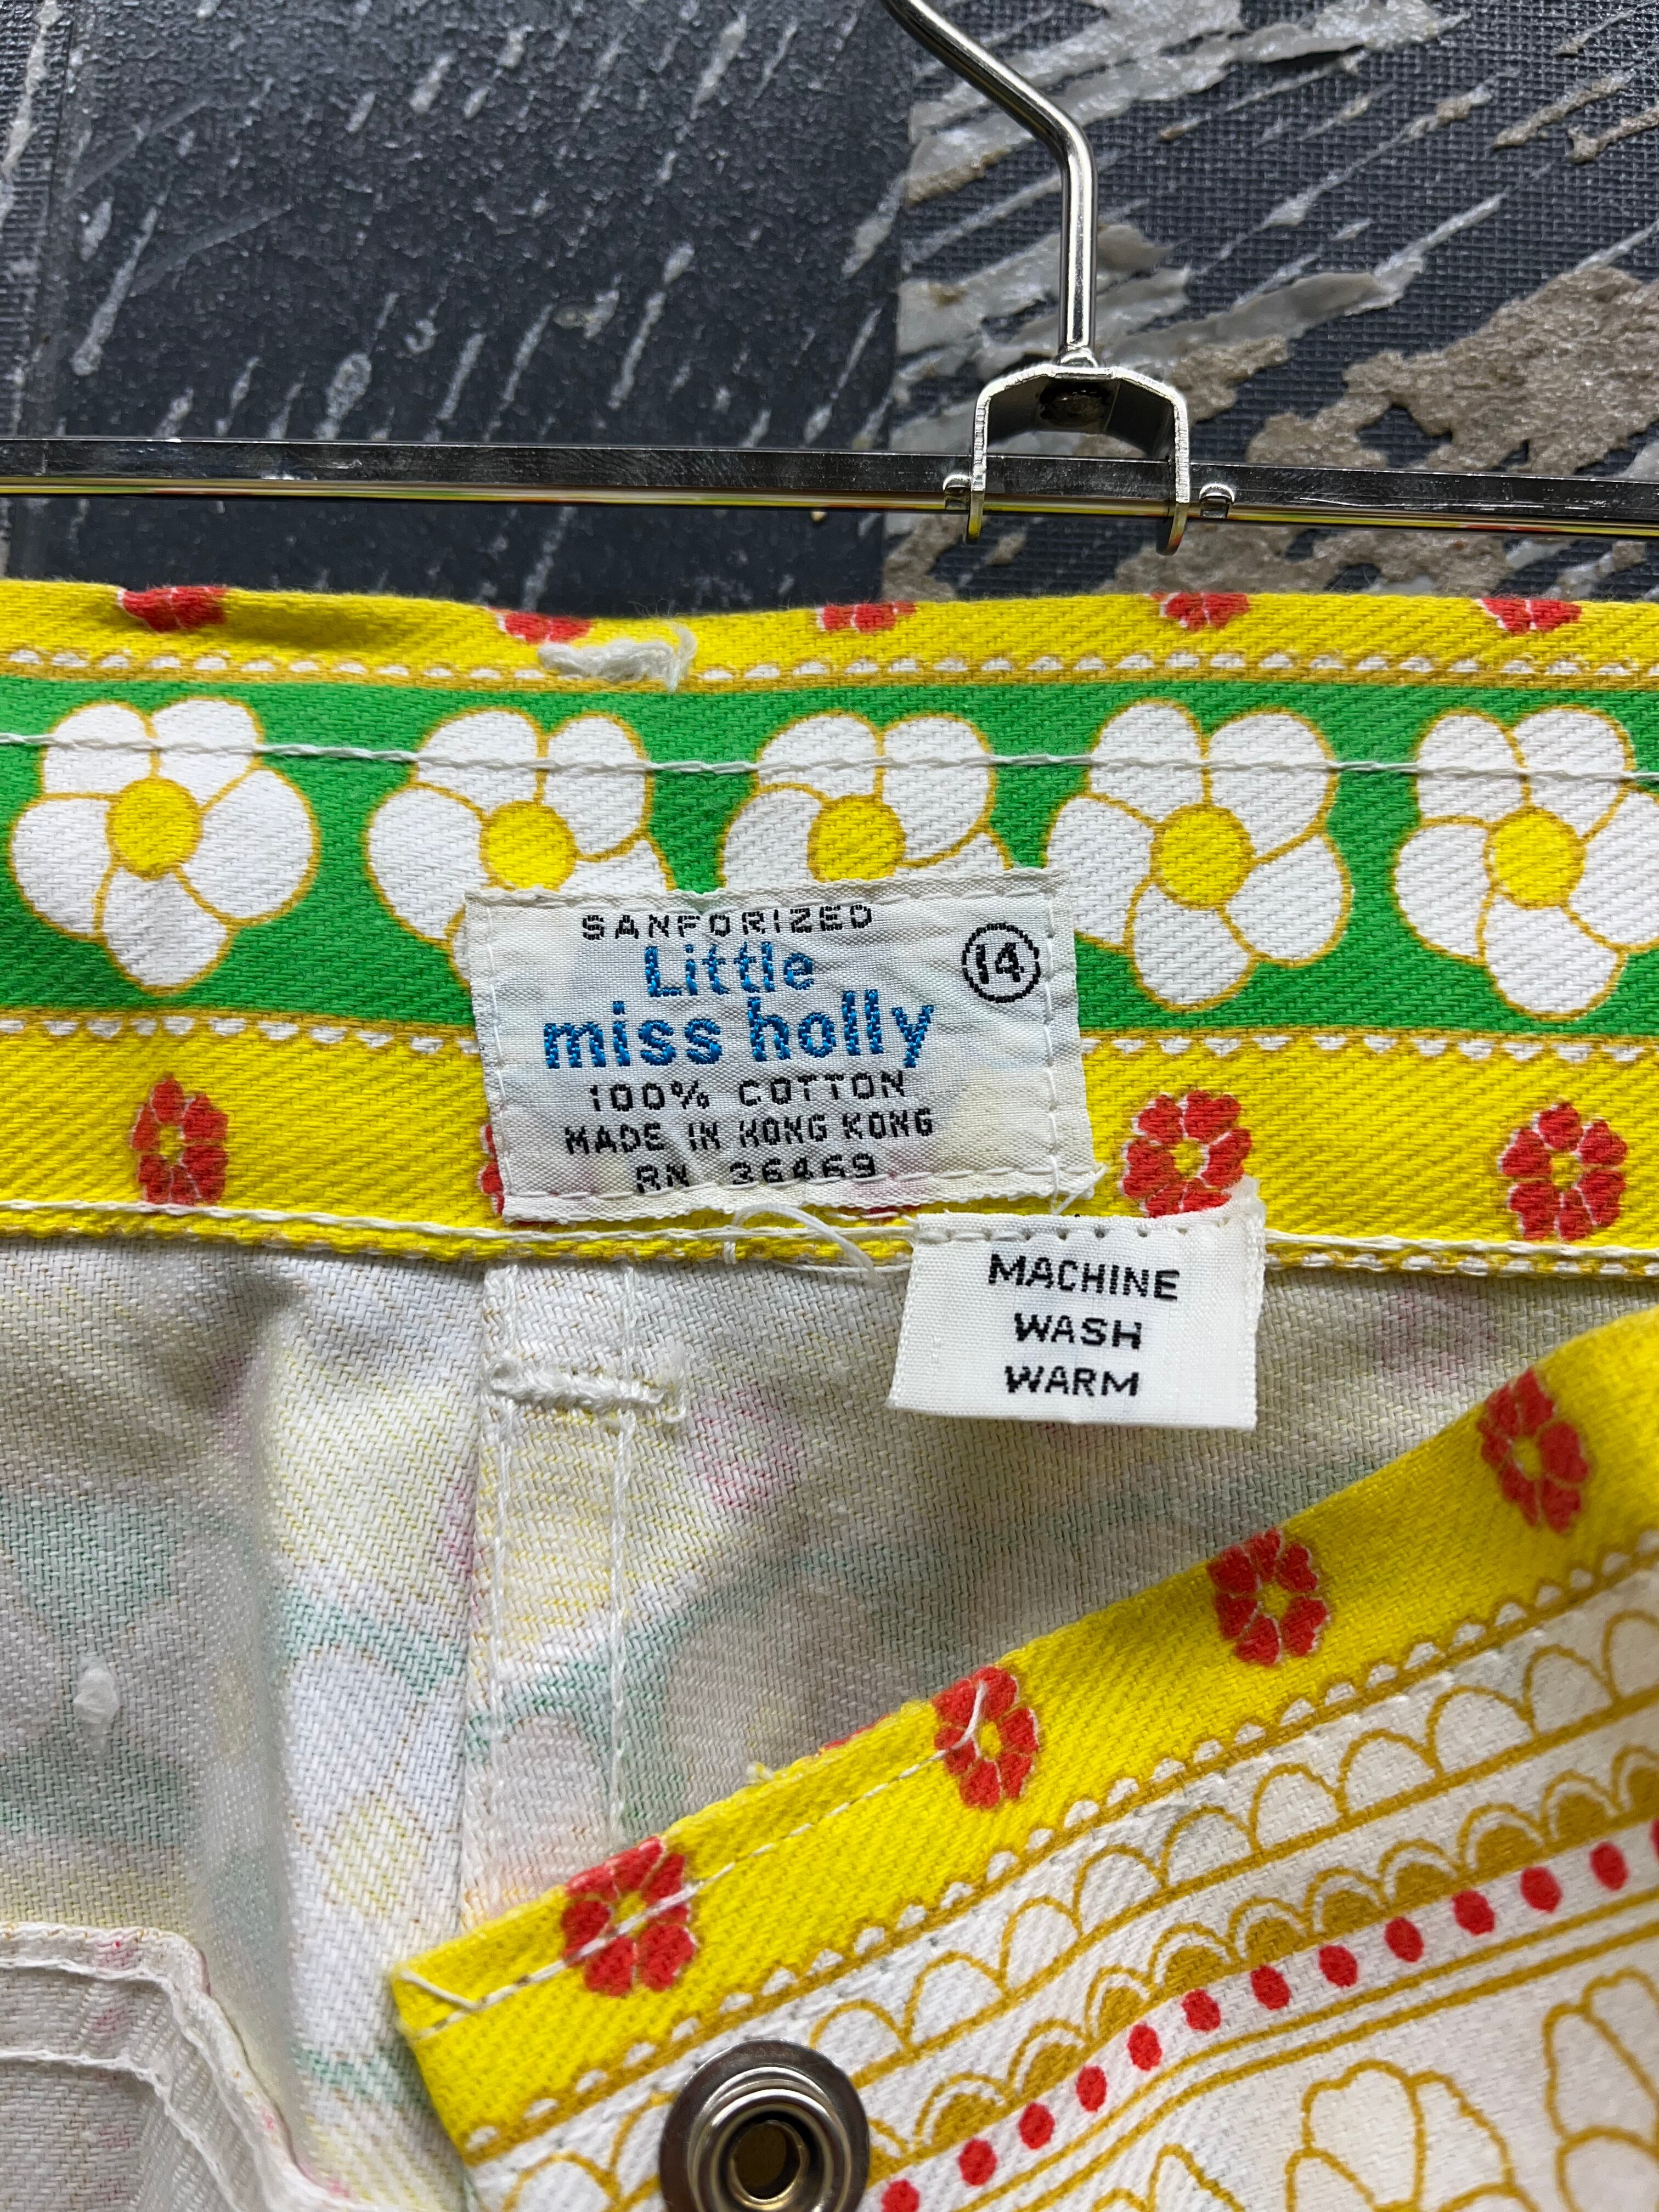 SANFORIZED
14
Little
miss holly
100% COTTON
MADE IN HONG KONG
RN 36469
MACHINE
WASH
WARM